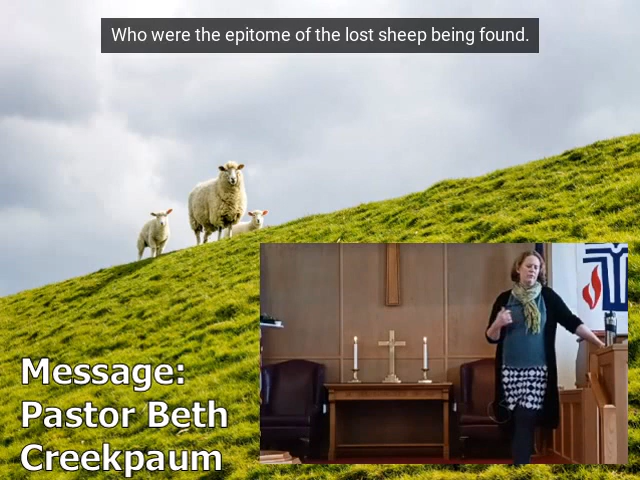 Who were the epitome of the lost sheep being found.
Message:
Pastor Beth
Creekpaum